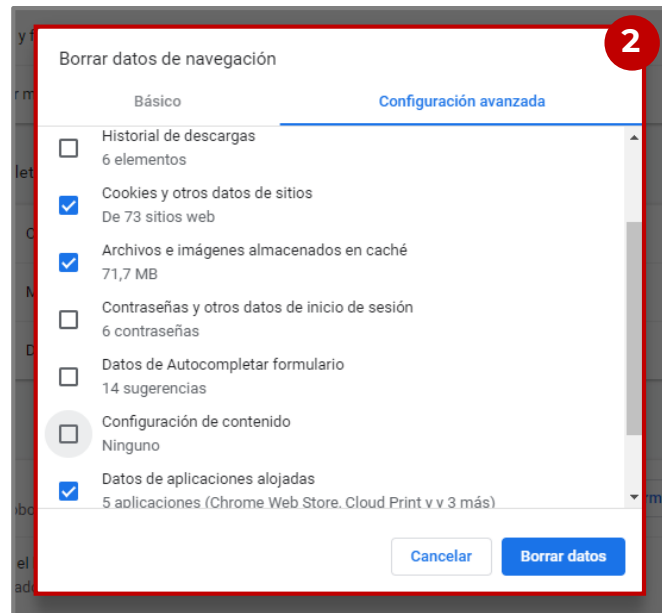 2
Borrar datos de navegación
Básico
Configuración avanzada
Historial de descargas
6 elementos
Cookies y otros datos de sitios
De 73 sitios web
Archivos e imágenes almacenados en caché
71,7 MB
Contraseñas y otros datos de inicio de sesión
6 contraseñas
Datos de Autocompletar formulario
14 sugerencias
Configuración de contenido
Ninguno
Datos de aplicaciones alojadas
5 aplicaciones (Chrome Web Store, Cloud Print y y 3 más)
Cancelar
Borrar datos